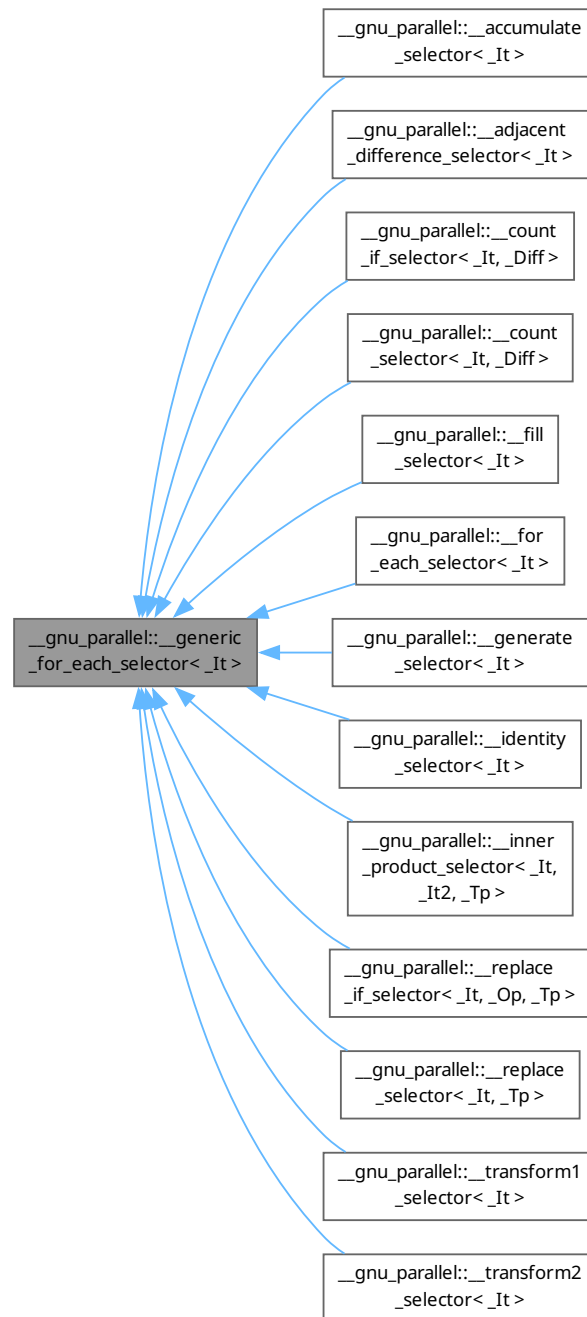 __gnu_parallel::__accumulate
_selector< _It >
__gnu_parallel::__adjacent
_difference_selector< _It >
__gnu_parallel::__count
_if_selector< _It, _Diff >
__gnu_parallel::__count
_selector< _It, _Diff >
__gnu_parallel::__fill
_selector< _It >
__gnu_parallel::__for
_each_selector< _It >
__gnu_parallel::__generic
_for_each_selector< _It >
__gnu_parallel::__generate
_selector< _It >
__gnu_parallel::__identity
_selector< _It >
__gnu_parallel::__inner
_product_selector< _It,
_It2, _Tp >
__gnu_parallel::__replace
_if_selector< _It, _Op, _Tp >
__gnu_parallel::__replace
_selector< _It, _Tp >
__gnu_parallel::__transform1
_selector< _It >
__gnu_parallel::__transform2
_selector< _It >